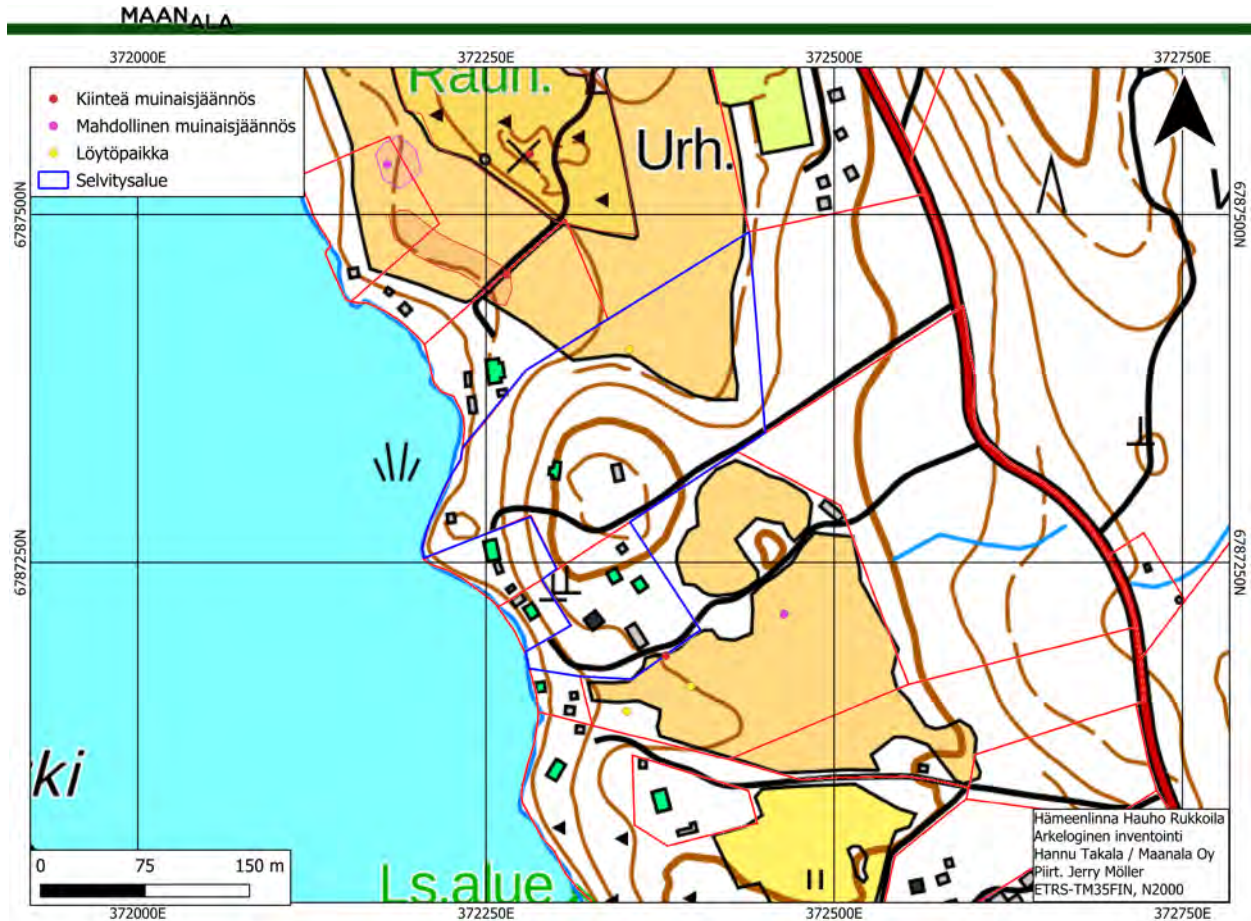 MAANALA
372000E 372250E 372500E 372750E
Kiinteä muinaisjäännös
Mahdollinen muinaisjäännös
Löytöpaikka
Selvitysalue
Rauh.
Urh.
6787500N 6787500N
6787250N 6787250N
ki
Ls.alue
0 75 150 m
Hämeenlinna Hauho Rukkoila
Arkeloginen inventointi
Hannu Takala / Maanala Oy
Piirt. Jerry Möller
ETRS-TM35FIN, N2000
372000E 372250E 372500E 372750E